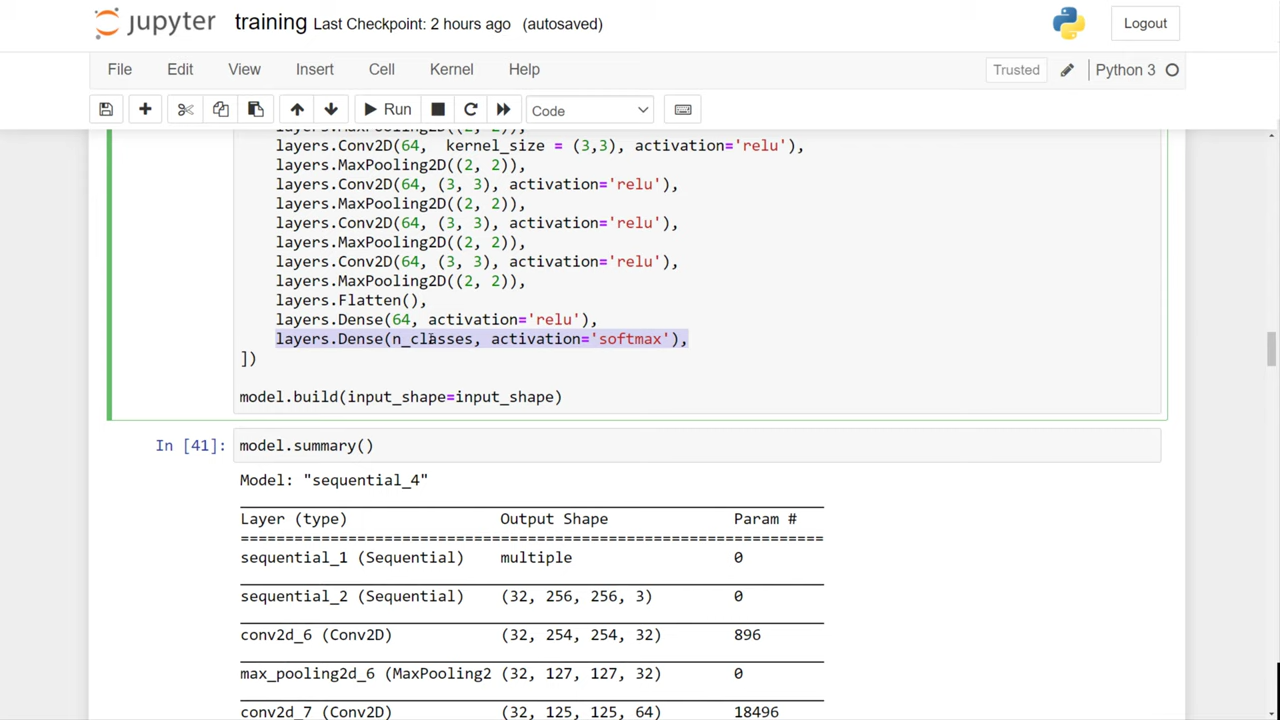 jupyter training Last Checkpoint: 2 hours ago (autosaved) Logout
File Edit View Insert Cell Kernel Help Trusted Python 3
Run Code
layers.MaxPooling2D((2, 2)),
layers.Conv2D(64,  kernel_size = (3,3), activation='relu'),
layers.MaxPooling2D((2, 2)),
layers.Conv2D(64, (3, 3), activation='relu'),
layers.MaxPooling2D((2, 2)),
layers.Conv2D(64, (3, 3), activation='relu'),
layers.MaxPooling2D((2, 2)),
layers.Conv2D(64, (3, 3), activation='relu'),
layers.MaxPooling2D((2, 2)),
layers.Flatten(),
layers.Dense(64, activation='relu'),
layers.Dense(n_classes, activation='softmax'),
])
model.build(input_shape=input_shape)
In [41]: model.summary()
Model: "sequential_4"
Layer (type) Output Shape Param #
=================================================================
sequential_1 (Sequential) multiple 0
sequential_2 (Sequential) (32, 256, 256, 3) 0
conv2d_6 (Conv2D) (32, 254, 254, 32) 896
max_pooling2d_6 (MaxPooling2 (32, 127, 127, 32) 0
conv2d_7 (Conv2D) (32, 125, 125, 64) 18496